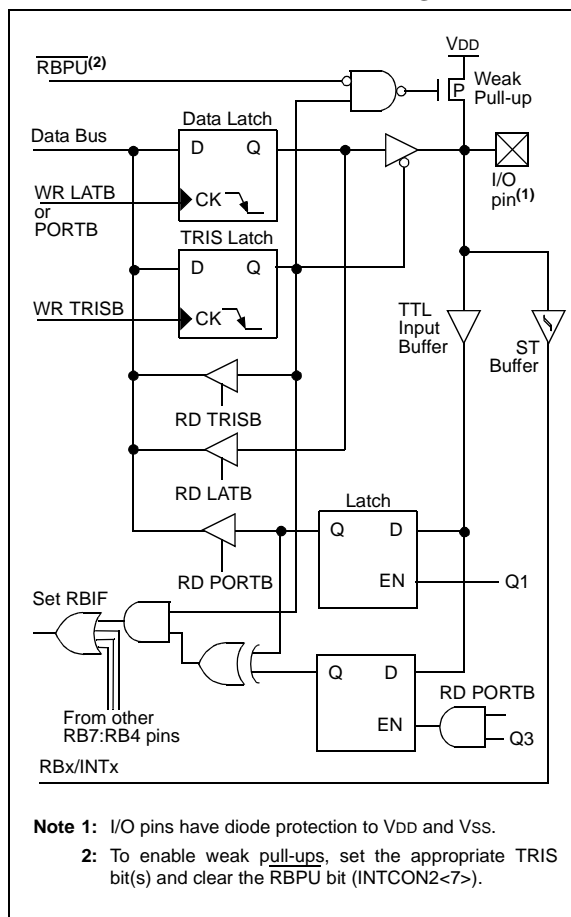 VDD
RBPU(2)
Weak
P
Pull-up
Data Latch
Data Bus
D Q
I/O
pin(1)
WR LATB
or
PORTB
CK
TRIS Latch
D Q
WR TRISB
CK
TTL
Input
Buffer
ST
Buffer
RD TRISB
RD LATB
Latch
Q D
RD PORTB
EN
Q1
Set RBIF
Q D
RD PORTB
EN
Q3
From other
RB7:RB4 pins
RBx/INTx
Note 1: I/O pins have diode protection to VDD and VSS.
2: To enable weak pull-ups, set the appropriate TRIS
bit(s) and clear the RBPU bit (INTCON2<7>).